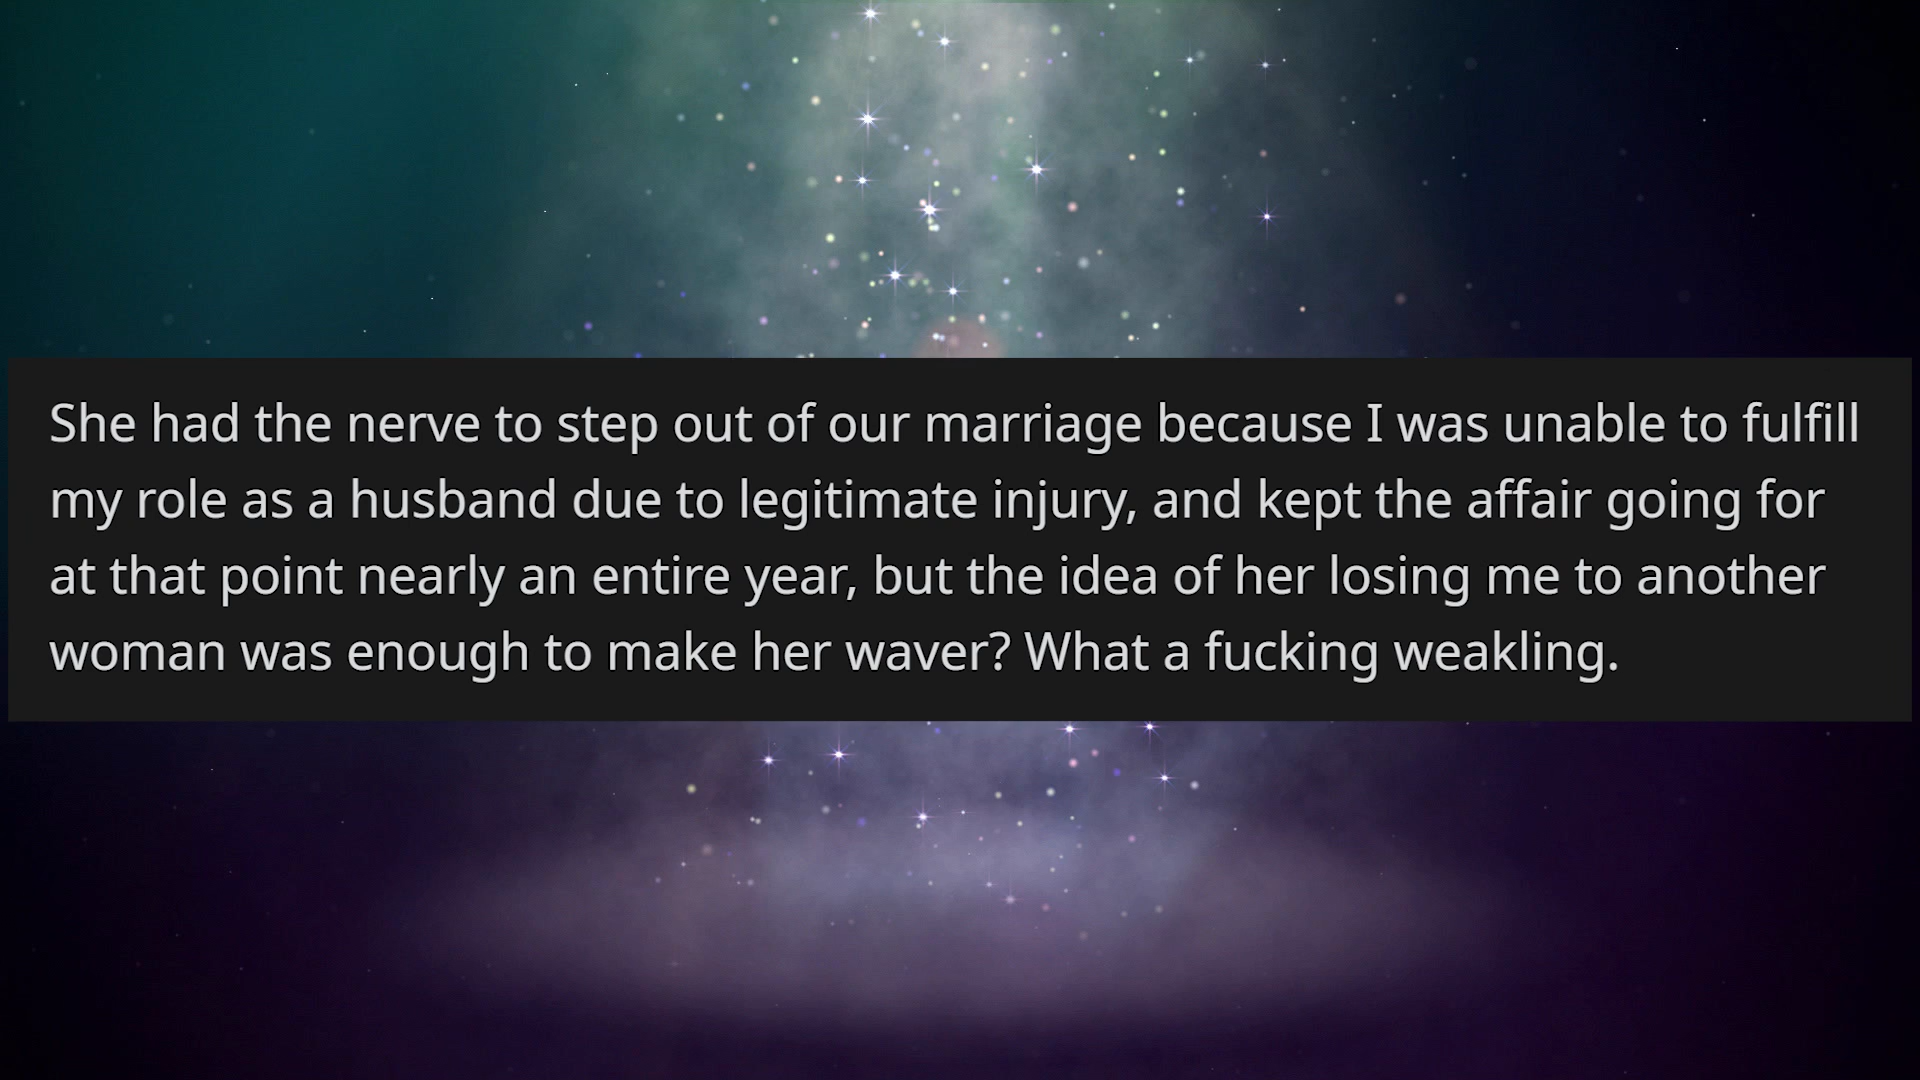 She had the nerve to step out of our marriage because I was unable to fulfill
my role as a husband due to legitimate injury, and kept the affair going for
at that point nearly an entire year, but the idea of her losing me to another
woman was enough to make her waver? What a fucking weakling.